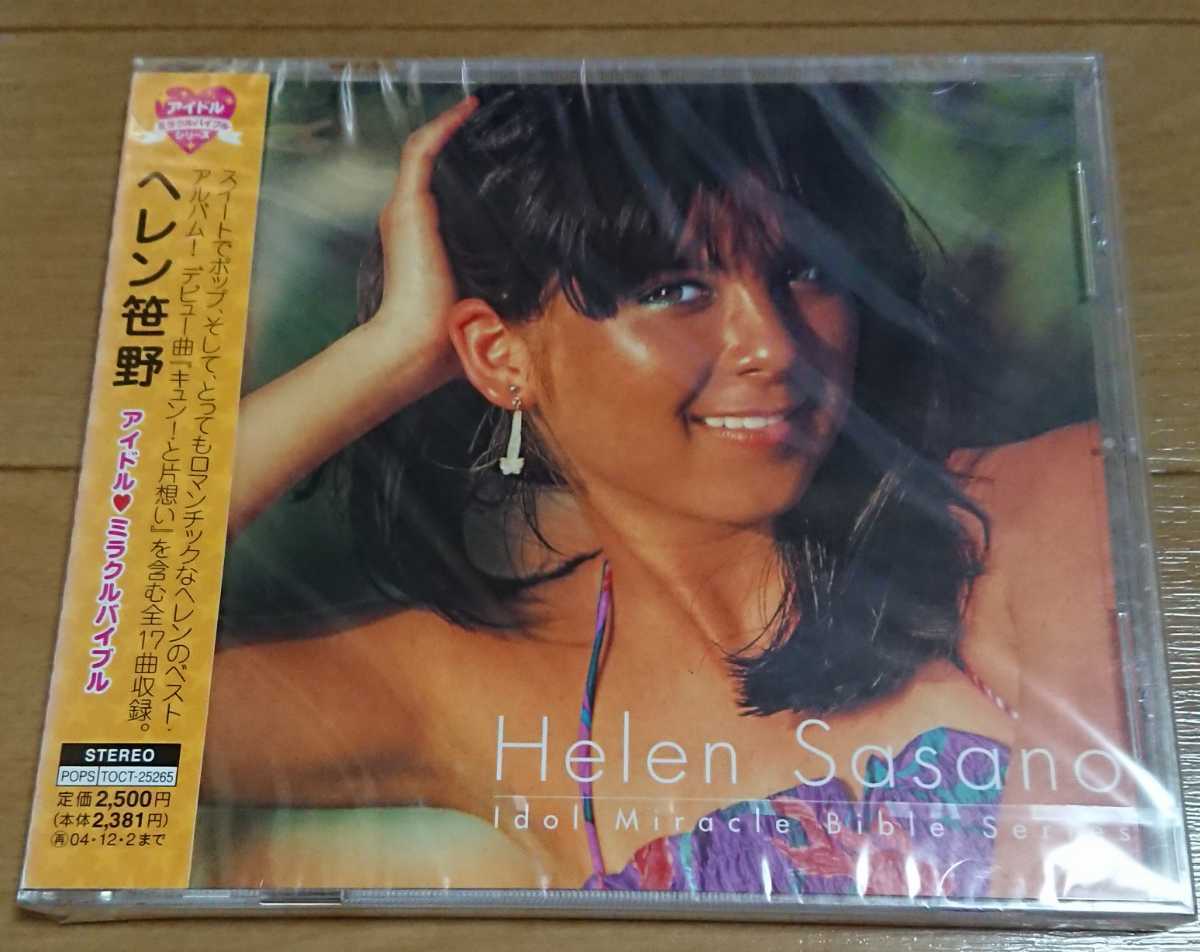 アイドル
ミラクルバイブル
シリーズ
ヘレン笹野
アイドル♥ミラクルバイブル
スイートでポップ、そして、とってもロマンチックなヘレンのベスト・
アルバム！ デビュー曲『キュン！と片想い』を含む全17曲収録。
STEREO
POPS TOCT-25265
定価2,500円
(本体2,381円)
再04・12・2まで
Helen Sasano
Idol Miracle Bible Series